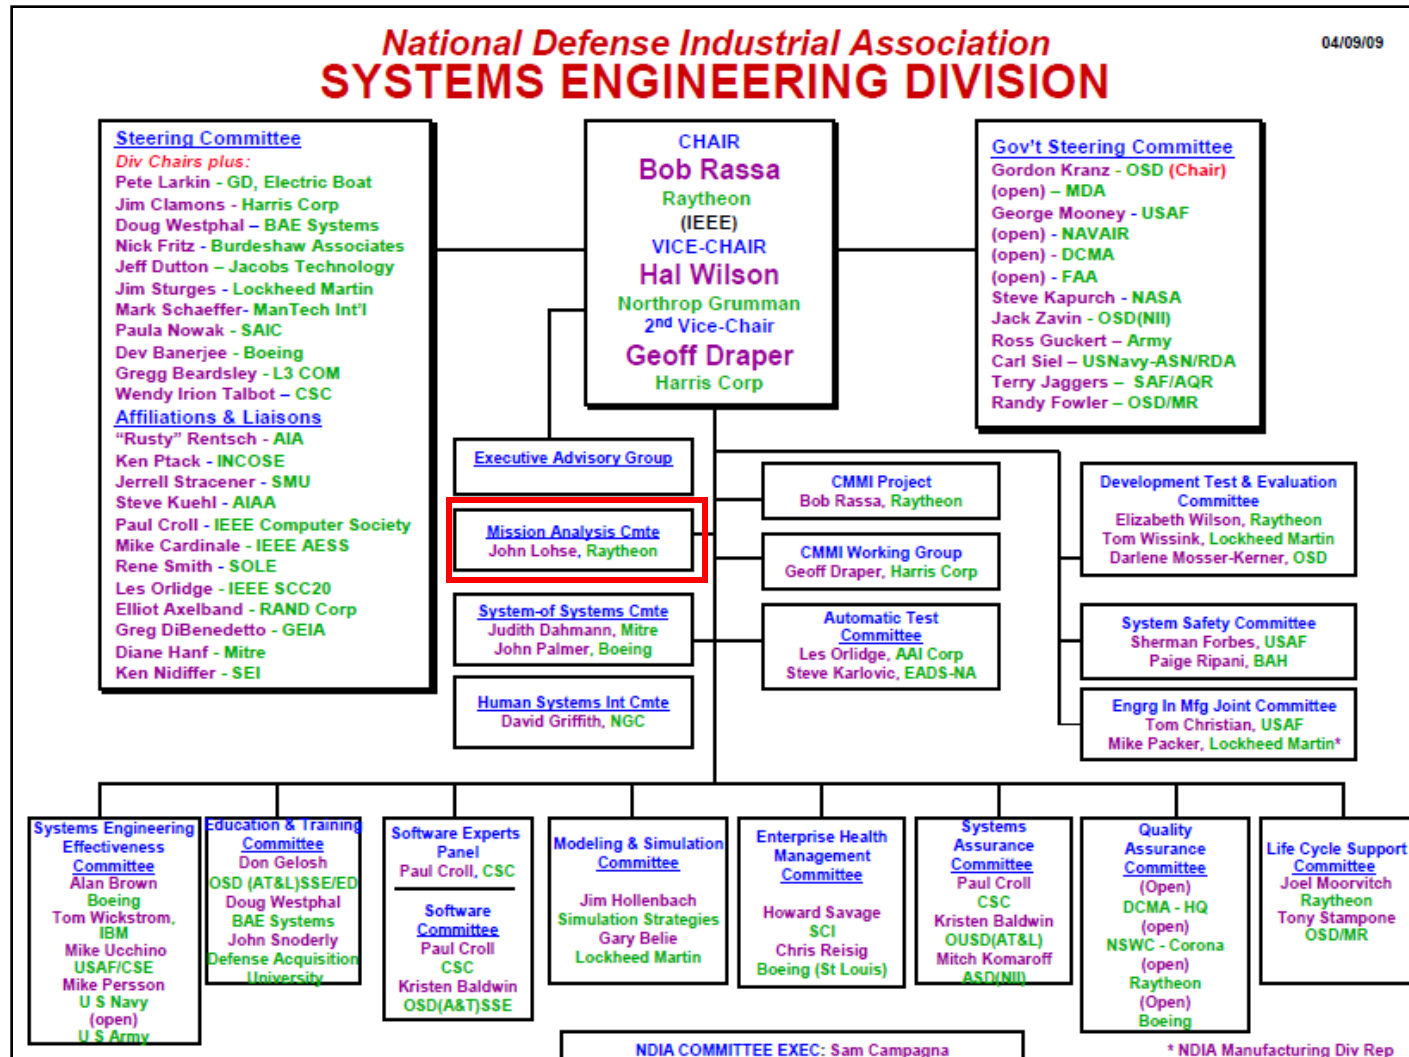 National Defense Industrial Association
04/09/09
SYSTEMS ENGINEERING DIVISION
Steering Committee
Div Chairs plus:
Pete Larkin - GD, Electric Boat
Jim Clamons - Harris Corp
Doug Westphal – BAE Systems
Nick Fritz - Burdeshaw Associates
Jeff Dutton – Jacobs Technology
Jim Sturges - Lockheed Martin
Mark Schaeffer- ManTech Int'l
Paula Nowak - SAIC
Dev Banerjee - Boeing
Gregg Beardsley - L3 COM
Wendy Irion Talbot – CSC
Affiliations & Liaisons
“Rusty” Rentsch - AIA
Ken Ptack - INCOSE
Jerrell Stracener - SMU
Steve Kuehl - AIAA
Paul Croll - IEEE Computer Society
Mike Cardinale - IEEE AESS
Rene Smith - SOLE
Les Orlidge - IEEE SCC20
Elliot Axelband - RAND Corp
Greg DiBenedetto - GEIA
Diane Hanf - Mitre
Ken Nidiffer - SEI
CHAIR
Bob Rassa
Raytheon
(IEEE)
VICE-CHAIR
Hal Wilson
Northrop Grumman
2nd Vice-Chair
Geoff Draper
Harris Corp
Gov't Steering Committee
Gordon Kranz - OSD (Chair)
(open) – MDA
George Mooney - USAF
(open) - NAVAIR
(open) - DCMA
(open) - FAA
Steve Kapurch - NASA
Jack Zavin - OSD(NII)
Ross Guckert – Army
Carl Siel – USNavy-ASN/RDA
Terry Jaggers – SAF/AQR
Randy Fowler – OSD/MR
Executive Advisory Group
Mission Analysis Cmte
John Lohse, Raytheon
System-of Systems Cmte
Judith Dahmann, Mitre
John Palmer, Boeing
Human Systems Int Cmte
David Griffith, NGC
CMMI Project
Bob Rassa, Raytheon
CMMI Working Group
Geoff Draper, Harris Corp
Automatic Test
Committee
Les Orlidge, AAI Corp
Steve Karlovic, EADS-NA
Development Test & Evaluation
Committee
Elizabeth Wilson, Raytheon
Tom Wissink, Lockheed Martin
Darlene Mosser-Kerner, OSD
System Safety Committee
Sherman Forbes, USAF
Paige Ripani, BAH
Engrg In Mfg Joint Committee
Tom Christian, USAF
Mike Packer, Lockheed Martin*
Systems Engineering
Effectiveness
Committee
Alan Brown
Boeing
Tom Wickstrom,
IBM
Mike Ucchino
USAF/CSE
Mike Persson
U S Navy
(open)
U S Army
Education & Training
Committee
Don Gelosh
OSD (AT&L)SSE/ED
Doug Westphal
BAE Systems
John Snoderly
Defense Acquisition
University
Software Experts
Panel
Paul Croll, CSC
Software
Committee
Paul Croll
CSC
Kristen Baldwin
OSD(A&T)SSE
Modeling & Simulation
Committee
Jim Hollenbach
Simulation Strategies
Gary Belie
Lockheed Martin
Enterprise Health
Management
Committee
Howard Savage
SCI
Chris Reisig
Boeing (St Louis)
Systems
Assurance
Committee
Paul Croll
CSC
Kristen Baldwin
OUSD(AT&L)
Mitch Komaroff
ASD(NII)
Quality
Assurance
Committee
(Open)
DCMA - HQ
(open)
NSWC - Corona
(open)
Raytheon
(Open)
Boeing
Life Cycle Support
Committee
Joel Moorvitch
Raytheon
Tony Stampone
OSD/MR
NDIA COMMITTEE EXEC: Sam Campagna
* NDIA Manufacturing Div Rep